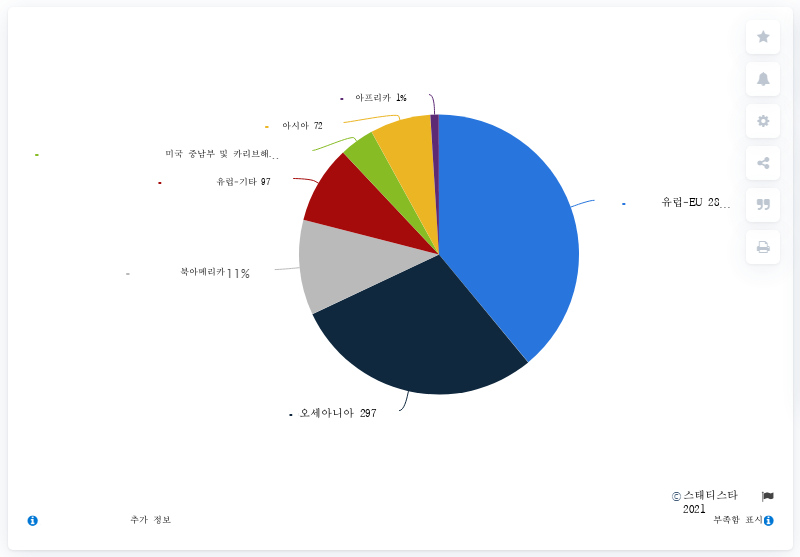 아프리카 1%
아시아 72
미국 중남부 및 카리브해...
유럽-기타 97
유럽-EU 28...
북아메리카 11%
오세아니아 297
© 스태티스타
2021
추가 정보
부족함 표시